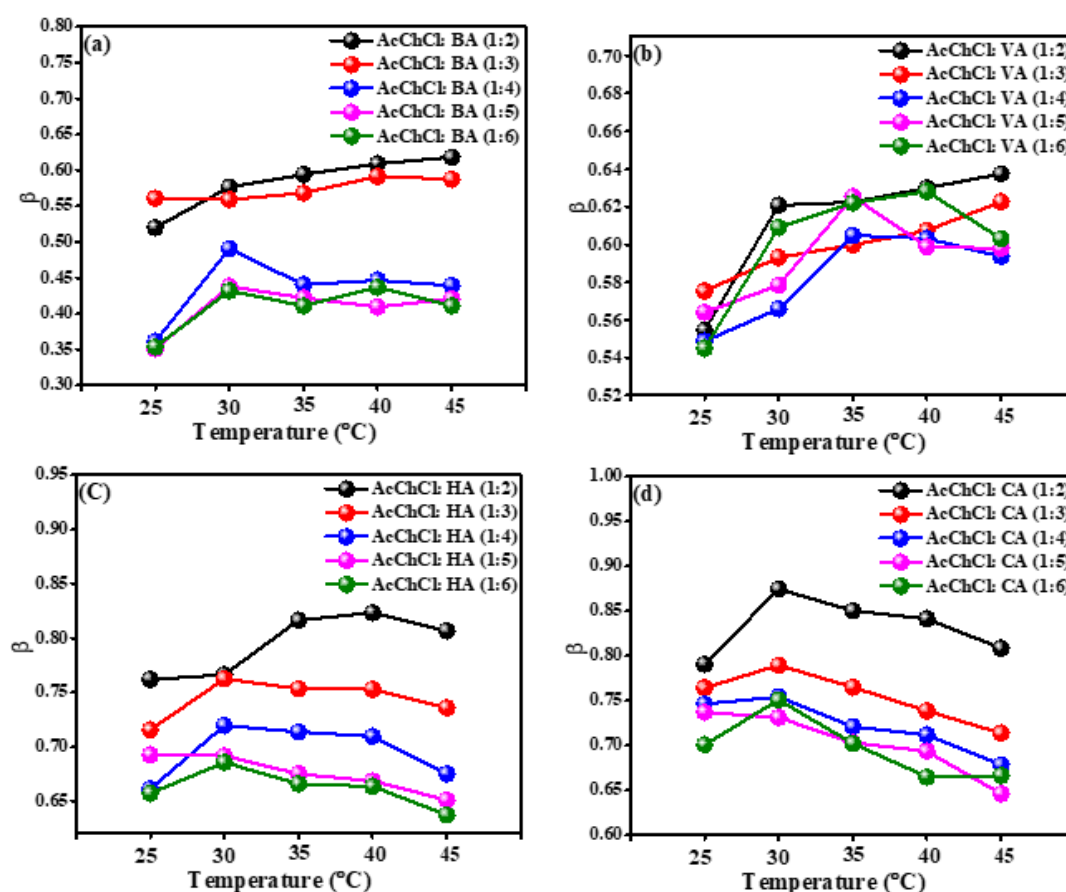 (a)
AcChCl: BA (1:2)
AcChCl: BA (1:3)
AcChCl: BA (1:4)
AcChCl: BA (1:5)
AcChCl: BA (1:6)
0.80
0.75
0.70
0.65
0.60
0.55
0.50
0.45
0.40
0.35
0.30
β
25 30 35 40 45
Temperature (°C)
(b)
AcChCl: VA (1:2)
AcChCl: VA (1:3)
AcChCl: VA (1:4)
AcChCl: VA (1:5)
AcChCl: VA (1:6)
0.70
0.68
0.66
0.64
0.62
0.60
0.58
0.56
0.54
0.52
β
25 30 35 40 45
Temperature (°C)
(C)
AcChCl: HA (1:2)
AcChCl: HA (1:3)
AcChCl: HA (1:4)
AcChCl: HA (1:5)
AcChCl: HA (1:6)
0.95
0.90
0.85
0.80
0.75
0.70
0.65
β
25 30 35 40 45
Temperature (°C)
(d)
AcChCl: CA (1:2)
AcChCl: CA (1:3)
AcChCl: CA (1:4)
AcChCl: CA (1:5)
AcChCl: CA (1:6)
1.00
0.95
0.90
0.85
0.80
0.75
0.70
0.65
0.60
β
25 30 35 40 45
Temperature (°C)